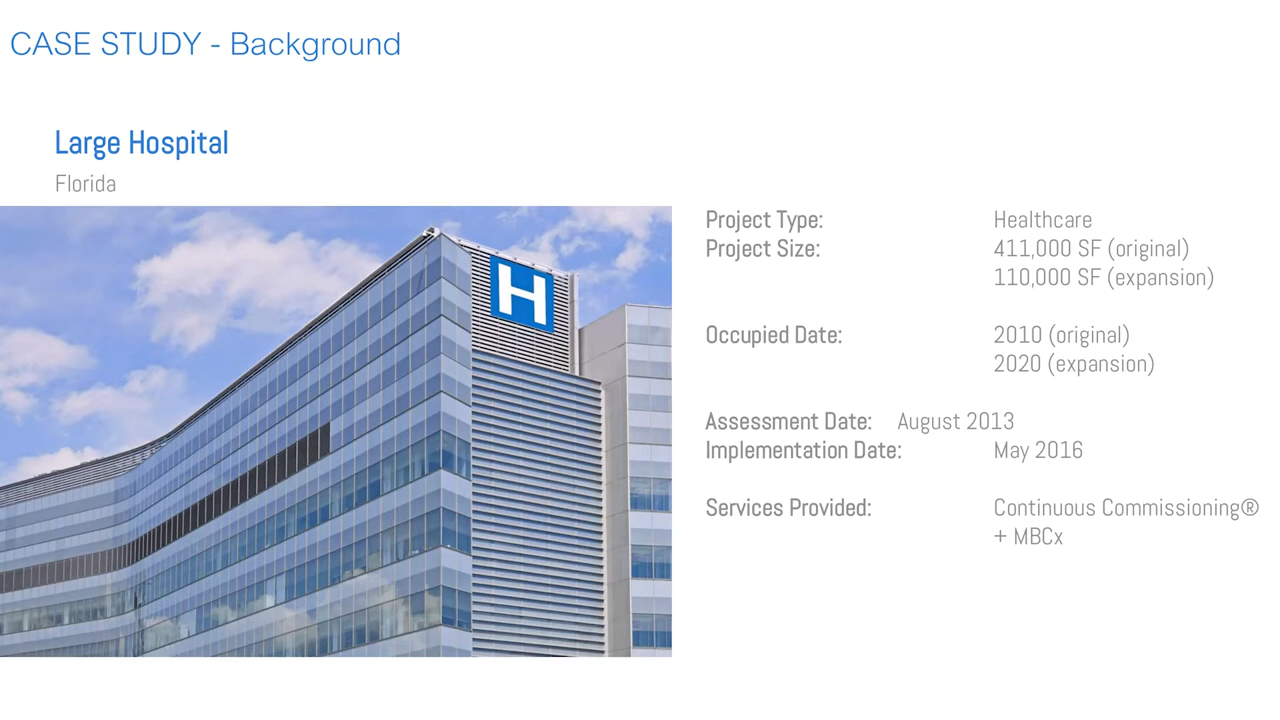 CASE STUDY - Background
Large Hospital
Florida
H
Project Type: Healthcare
Project Size: 411,000 SF (original)
110,000 SF (expansion)
Occupied Date: 2010 (original)
2020 (expansion)
Assessment Date: August 2013
Implementation Date: May 2016
Services Provided: Continuous Commissioning®
+ MBCx